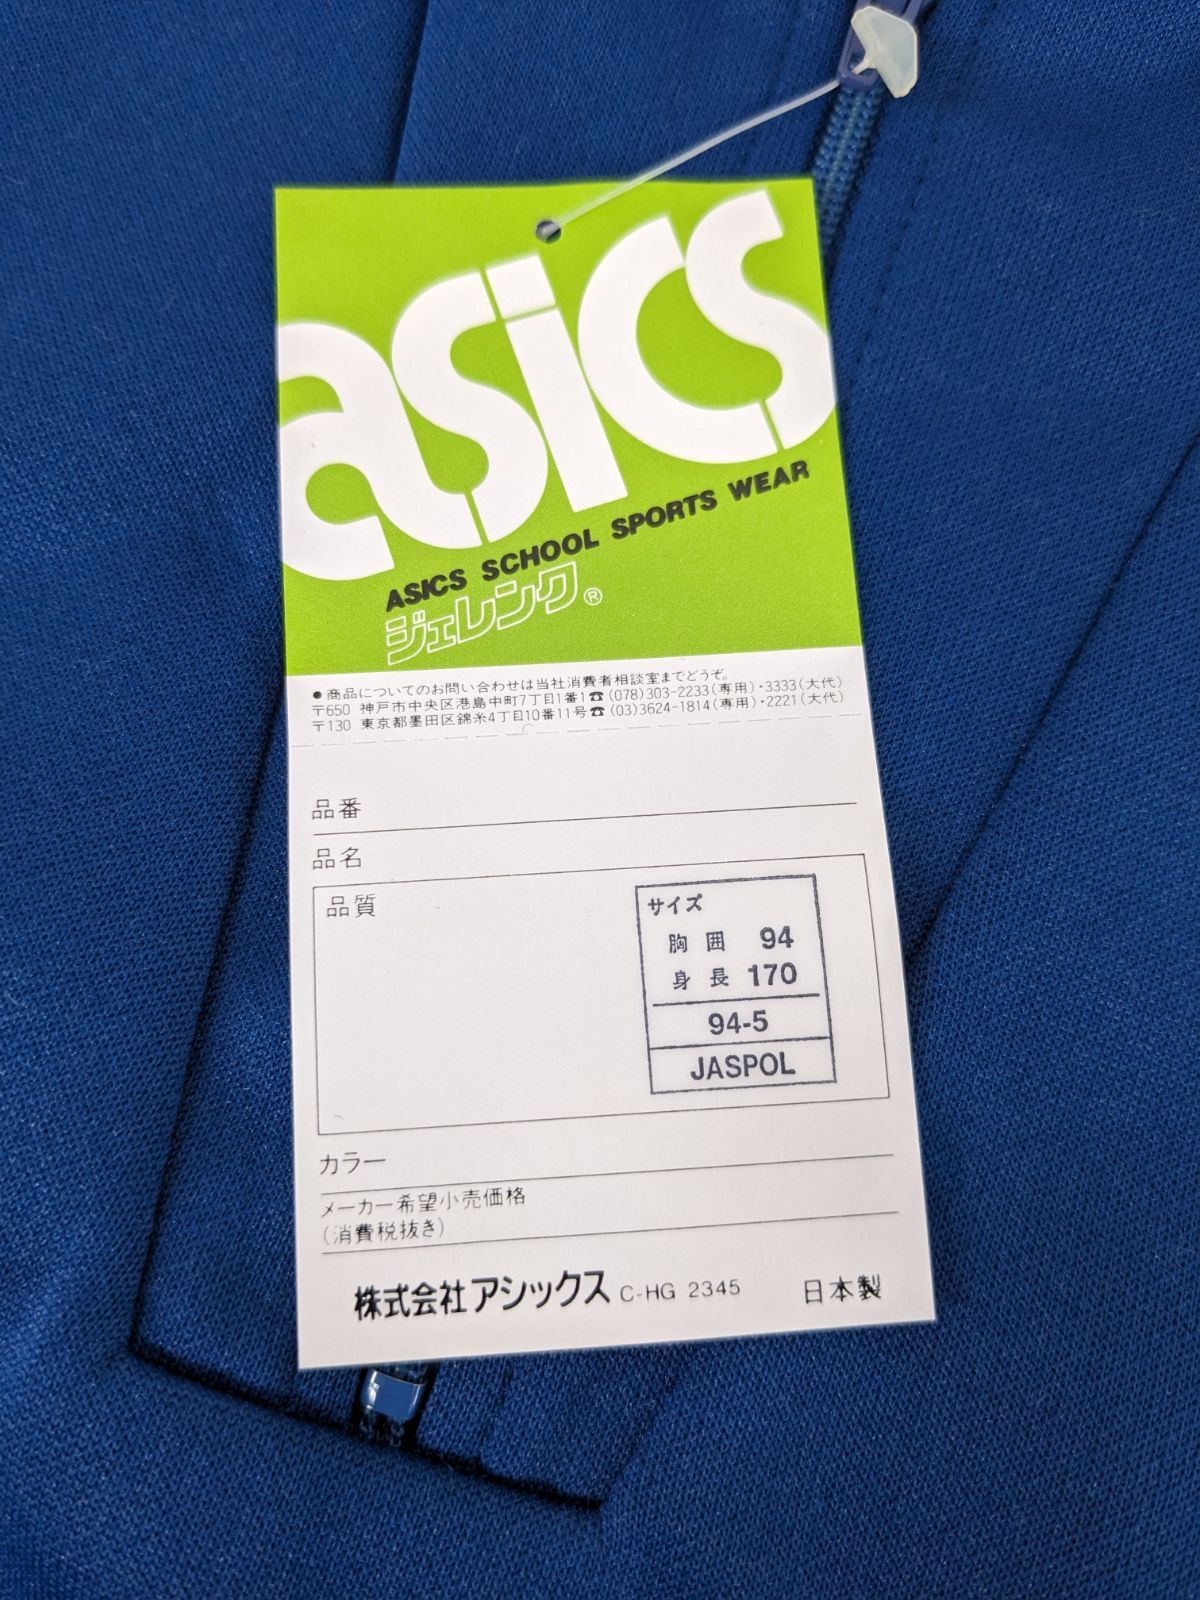 asics
ASICS SCHOOL SPORTS WEAR
ジェレンク®
●商品についてのお問い合わせは当社消費者相談室までどうぞ。
〒650 神戸市中央区港島中町7丁目1番1☎(078)303-2233(専用)・3333(大代)
〒130 東京都墨田区錦糸4丁目10番11号☎(03)3624-1814(専用)・2221(大代)
品番
品名
品質
サイズ
胸囲 94
身長 170
94-5
JASPOL
カラー
メーカー希望小売価格
(消費税抜き)
株式会社アシックス C-HG 2345 日本製